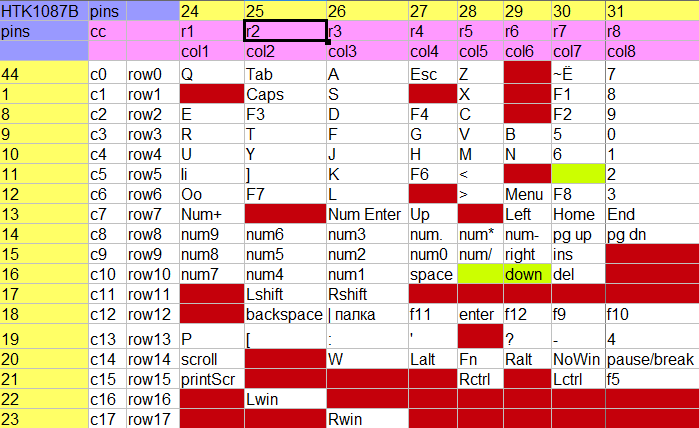 HTK1087B pins 24 25 26 27 28 29 30 31
pins cc r1 r2 r3 r4 r5 r6 r7 r8
col1 col2 col3 col4 col5 col6 col7 col8
44 c0 row0 Q Tab A Esc Z ~Ё 7
1 c1 row1 Caps S X F1 8
8 c2 row2 E F3 D F4 C F2 9
9 c3 row3 R T F G V B 5 0
10 c4 row4 U Y J H M N 6 1
11 c5 row5 Ii ] K F6 < 2
12 c6 row6 Oo F7 L > Menu F8 3
13 c7 row7 Num+ Num Enter Up Left Home End
14 c8 row8 num9 num6 num3 num. num* num- pg up pg dn
15 c9 row9 num8 num5 num2 num0 num/ right ins
16 c10 row10 num7 num4 num1 space down del
17 c11 row11 Lshift Rshift
18 c12 row12 backspace | палка f11 enter f12 f9 f10
19 c13 row13 P [ : ' ? - 4
20 c14 row14 scroll W Lalt Fn Ralt NoWin pause/break
21 c15 row15 printScr Rctrl Lctrl f5
22 c16 row16 Lwin
23 c17 row17 Rwin